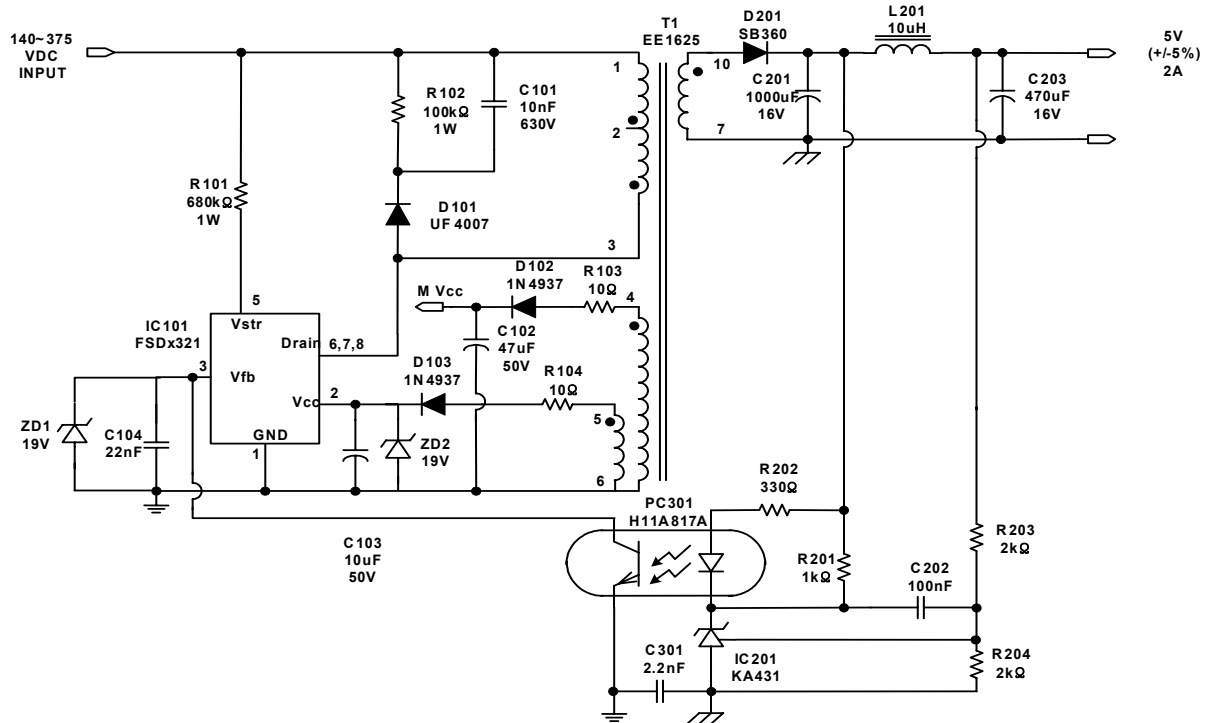 140~375
VDC
INPUT
T1
EE1625
D201
SB360
L201
10uH
5V
(+/-5%)
2A
1
10
C201
1000uF
16V
C203
470uF
16V
R102
100kΩ
1W
C101
10nF
630V
2
7
R101
680kΩ
1W
D101
UF4007
3
D102
1N4937
R103
10Ω
4
M Vcc
5
IC101
FSDx321
Vstr
Drain
6,7,8
C102
47uF
50V
3
Vfb
D103
1N4937
R104
10Ω
Vcc
2
5
ZD1
19V
C104
22nF
GND
1
ZD2
19V
6
R202
330Ω
PC301
H11A817A
R203
2kΩ
C103
10uF
50V
R201
1kΩ
C202
100nF
C301
2.2nF
IC201
KA431
R204
2kΩ